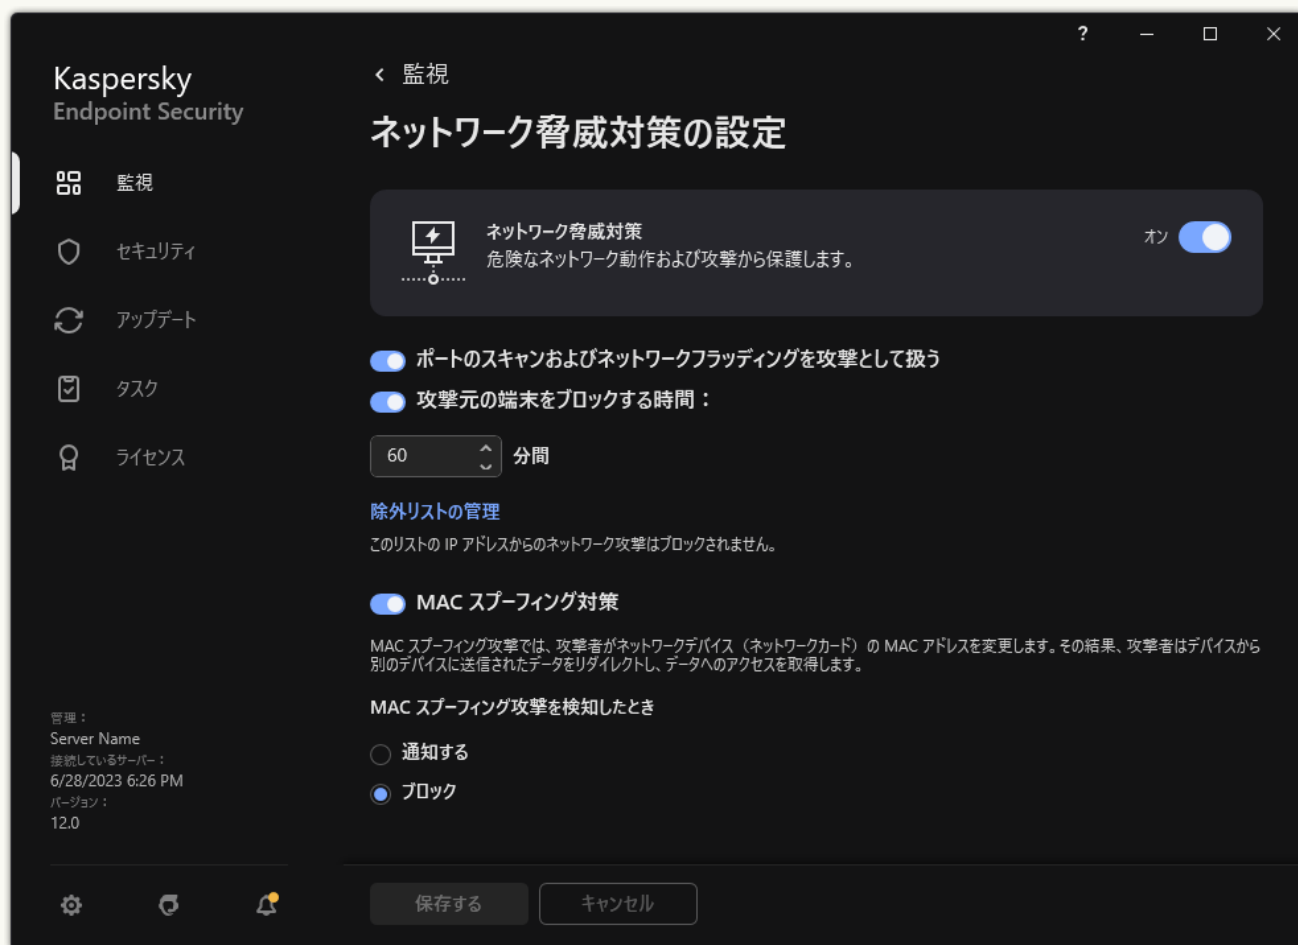 ?
Kaspersky
Endpoint Security
監視
セキュリティ
アップデート
タスク
ライセンス
管理：
Server Name
接続しているサーバー：
6/28/2023 6:26 PM
バージョン：
12.0
監視
ネットワーク脅威対策の設定
ネットワーク脅威対策
危険なネットワーク動作および攻撃から保護します。
オン
ポートのスキャンおよびネットワークフラッディングを攻撃として扱う
攻撃元の端末をブロックする時間：
60 分間
除外リストの管理
このリストの IP アドレスからのネットワーク攻撃はブロックされません。
MAC スプーフィング対策
MAC スプーフィング攻撃では、攻撃者がネットワークデバイス（ネットワークカード）の MAC アドレスを変更します。その結果、攻撃者はデバイスから
別のデバイスに送信されたデータをリダイレクトし、データへのアクセスを取得します。
MAC スプーフィング攻撃を検知したとき
通知する
ブロック
保存する
キャンセル